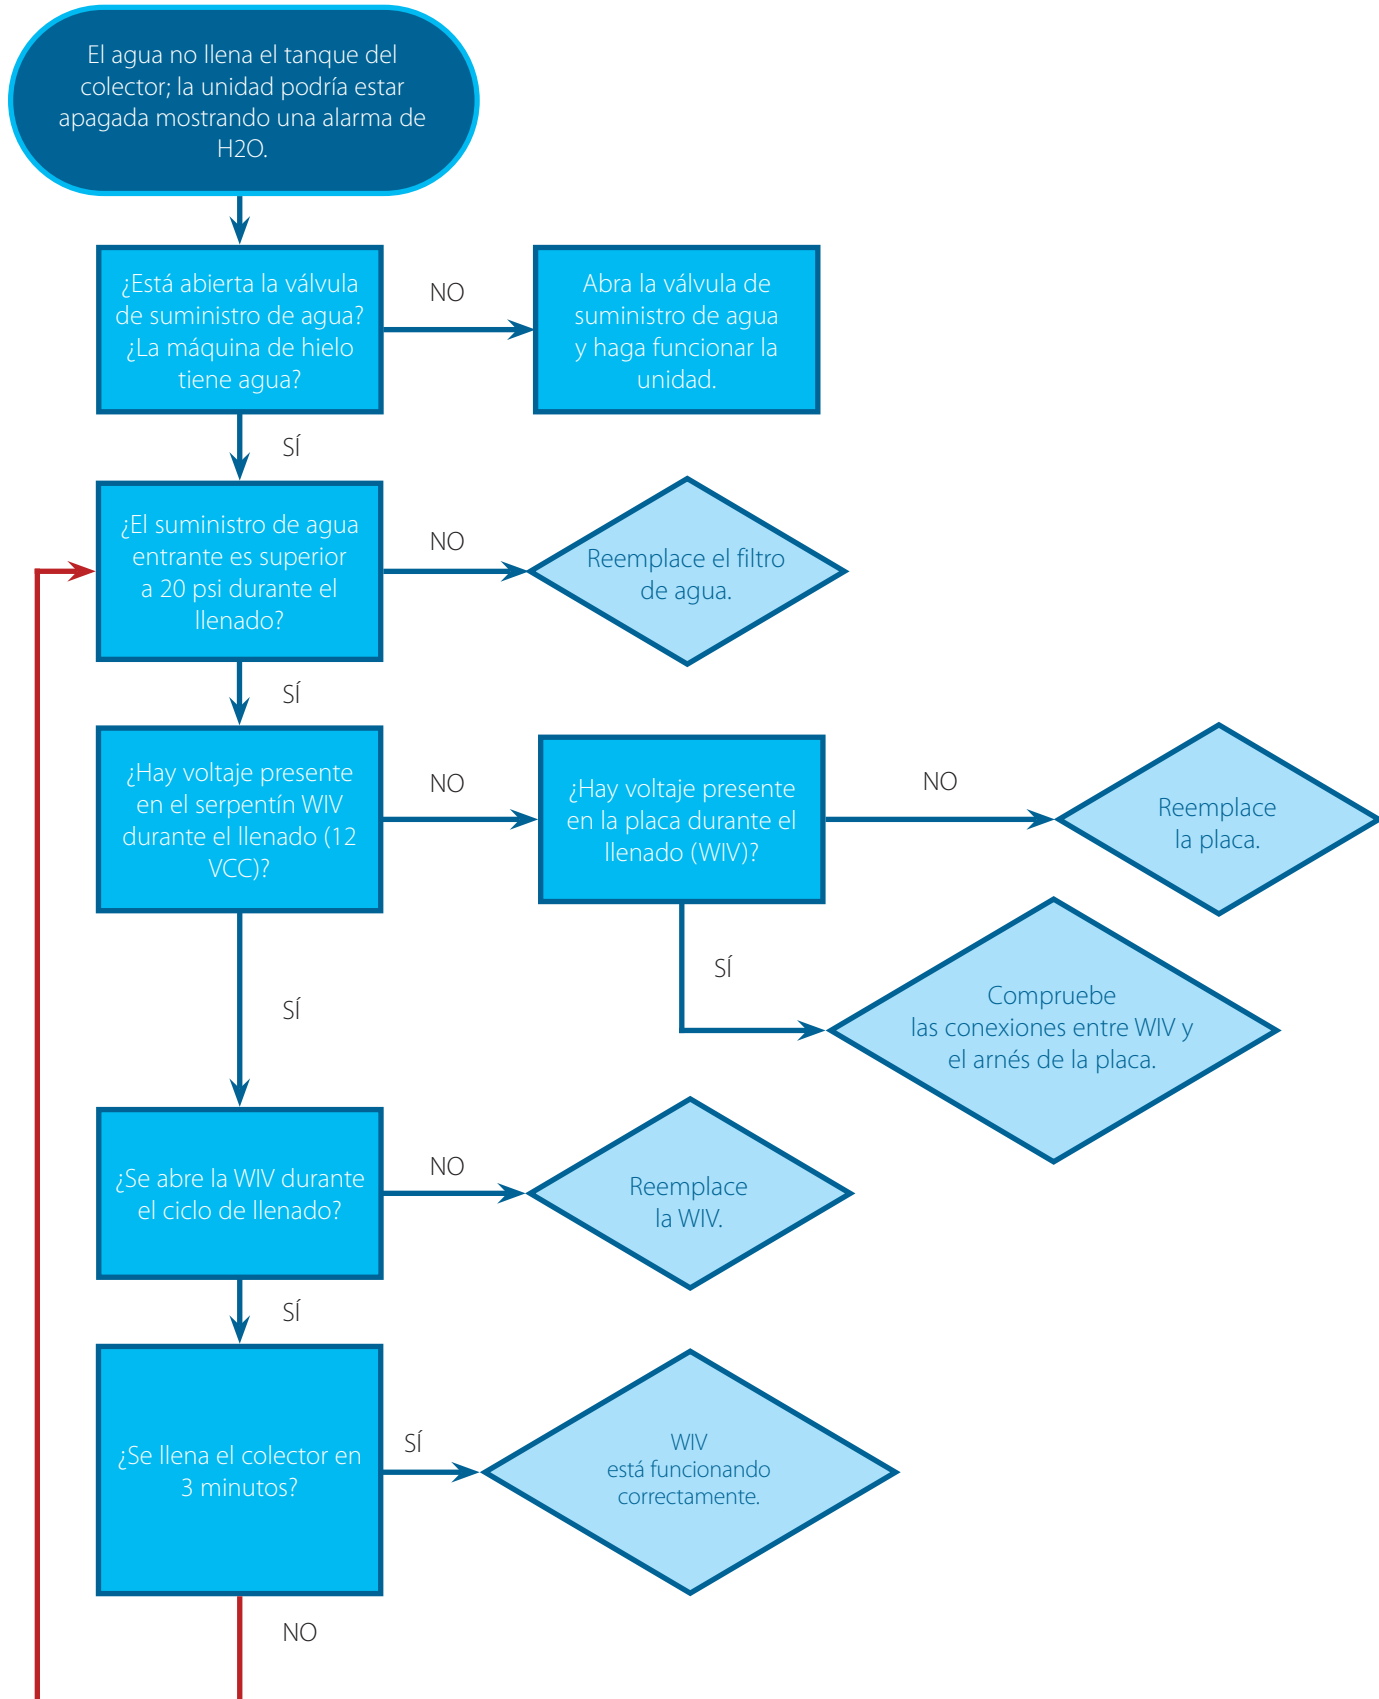 El agua no llena el tanque del
colector; la unidad podría estar
apagada mostrando una alarma de
H2O.
¿Está abierta la válvula
de suministro de agua?
¿La máquina de hielo
tiene agua?
NO
Abra la válvula de
suministro de agua
y haga funcionar la
unidad.
SÍ
¿El suministro de agua
entrante es superior
a 20 psi durante el
llenado?
NO
Reemplace el filtro
de agua.
SÍ
¿Hay voltaje presente
en el serpentín WIV
durante el llenado (12
VCC)?
NO
¿Hay voltaje presente
en la placa durante el
llenado (WIV)?
NO
Reemplace
la placa.
SÍ
Compruebe
las conexiones entre WIV y
el arnés de la placa.
SÍ
¿Se abre la WIV durante
el ciclo de llenado?
NO
Reemplace
la WIV.
SÍ
¿Se llena el colector en
3 minutos?
SÍ
WIV
está funcionando
correctamente.
NO